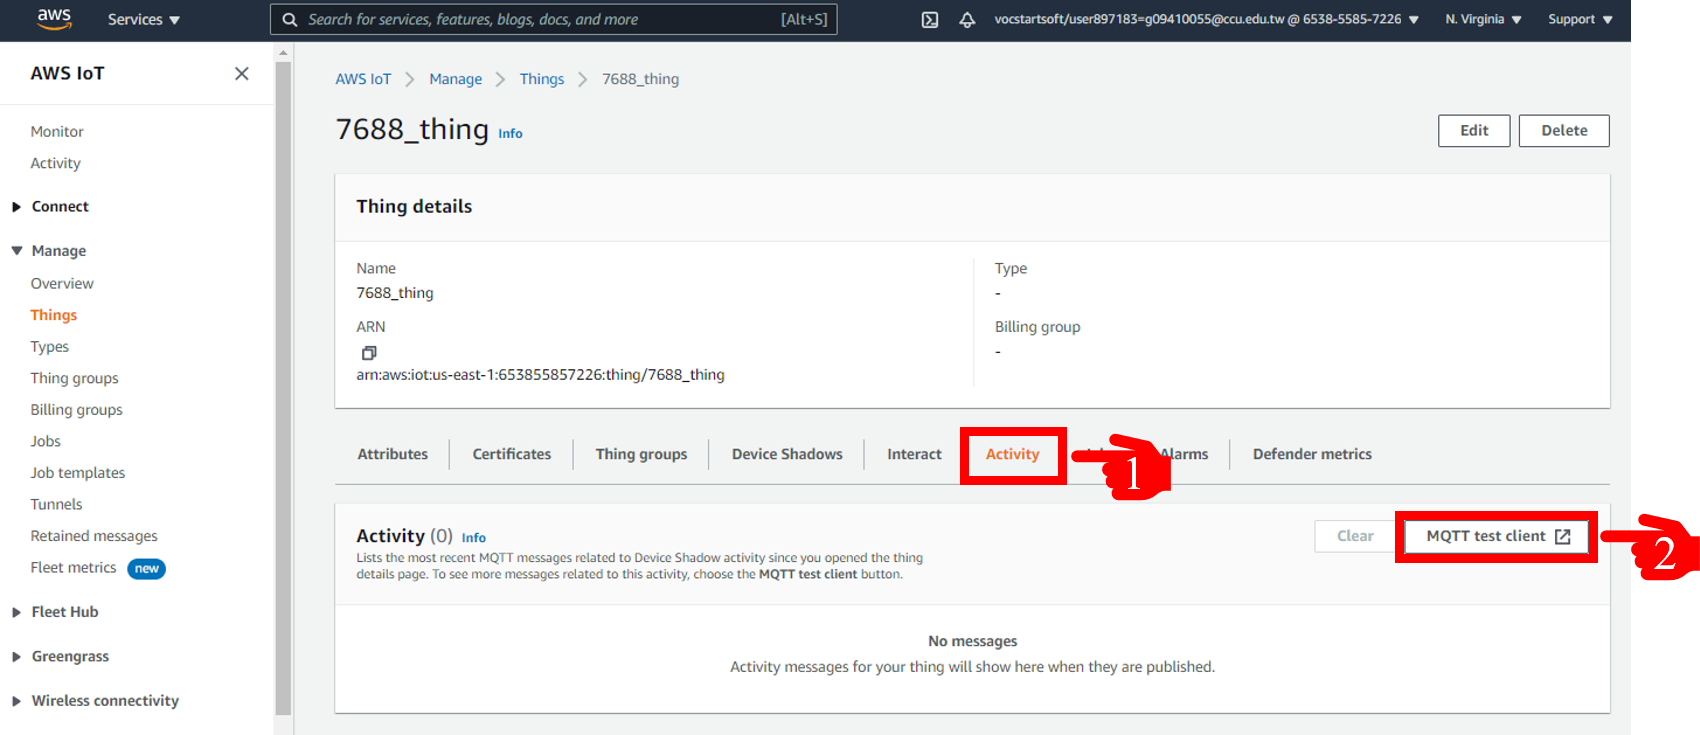 aws Services Search for services, features, blogs, docs, and more [Alt+S] vocstartsoft/user897183=g09410055@ccu.edu.tw @ 6538-5585-7226 N. Virginia Support
AWS IoT
Monitor
Activity
Connect
Manage
Overview
Things
Types
Thing groups
Billing groups
Jobs
Job templates
Tunnels
Retained messages
Fleet metrics new
Fleet Hub
Greengrass
Wireless connectivity
AWS IoT Manage Things 7688_thing
7688_thing Info
Edit Delete
Thing details
Name
7688_thing
ARN
arn:aws:iot:us-east-1:653855857226:thing/7688_thing
Type
-
Billing group
-
Attributes Certificates Thing groups Device Shadows Interact Activity 1 Alarms Defender metrics
Activity (0) Info
Lists the most recent MQTT messages related to Device Shadow activity since you opened the thing
details page. To see more messages related to this activity, choose the MQTT test client button.
Clear MQTT test client 2
No messages
Activity messages for your thing will show here when they are published.